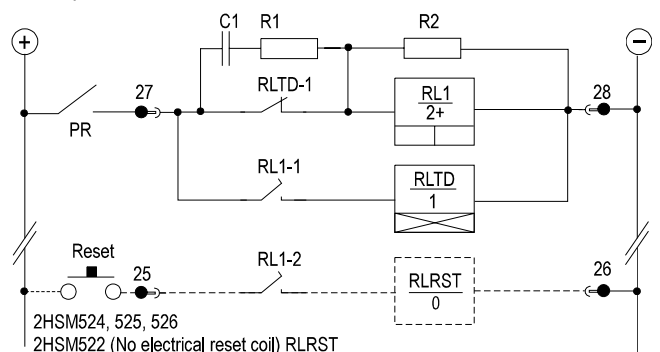 C1 R1 R2
+ −
27 RLTD-1 RL1 28
2+
PR
RL1-1 RLTD
1
Reset
25 RL1-2 RLRST 26
0
2HSM524, 525, 526
2HSM522 (No electrical reset coil) RLRST